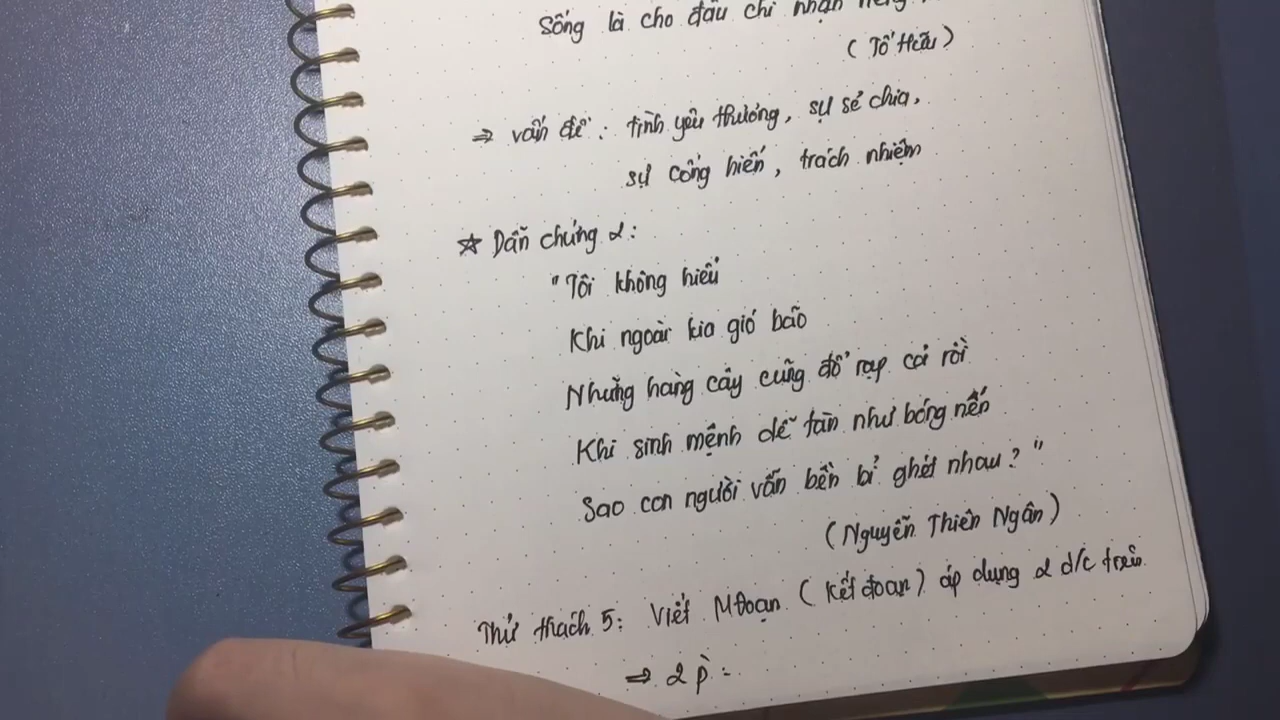 Sống là cho đâu chỉ nhận riêng
(Tố Hữu)
⇒ vấn đề: tình yêu thương, sự sẻ chia,
sự cống hiến, trách nhiệm
☆ Dẫn chứng 2:
"Tôi không hiểu
Khi ngoài kia gió bão
Những hàng cây cũng đổ rạp cả rồi
Khi sinh mệnh dễ tàn như bóng nến
Sao con người vẫn bền bỉ ghét nhau?"
(Nguyễn Thiên Ngân)
Thử thách 5: Viết MĐoạn (Kết đoạn) áp dụng 2 d/c trên.
⇒ 2 p̀: